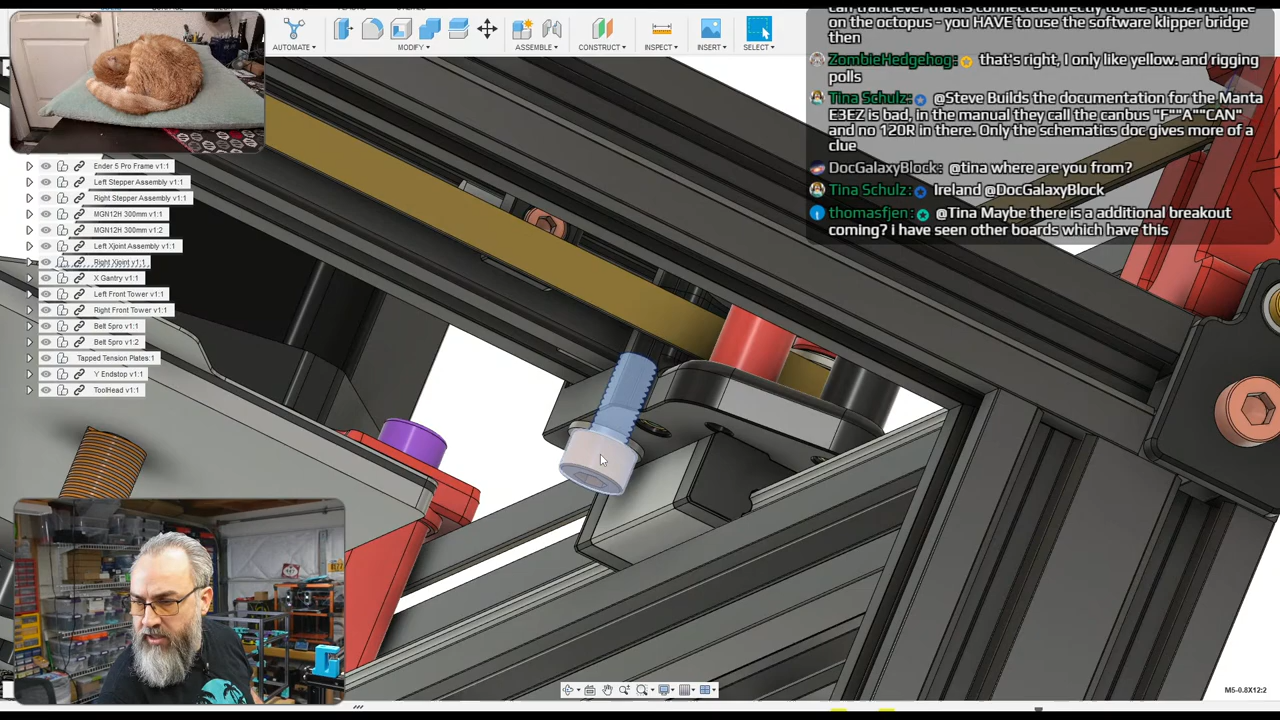 can tranciever that is connected directly to the stm32 mcu like
on the octopus - you HAVE to use the software klipper bridge
then
ZombieHedgehog: that's right, I only like yellow. and rigging
polls
Tina Schulz: @Steve Builds the documentation for the Manta
E3EZ is bad, in the manual they call the canbus "F""A""CAN"
and no 120R in there. Only the schematics doc gives more of a
clue
DocGalaxyBlock: @tina where are you from?
Tina Schulz: Ireland @DocGalaxyBlock
thomasfjen: @Tina Maybe there is a additional breakout
coming? i have seen other boards which have this
AUTOMATE
MODIFY
ASSEMBLE
CONSTRUCT
INSPECT
INSERT
SELECT
Ender 5 Pro Frame v1:1
Left Stepper Assembly v1:1
Right Stepper Assembly v1:1
MGN12H 300mm v1:1
MGN12H 300mm v1:2
Left Xjoint Assembly v1:1
Right Xjoint v1:1
X Gantry v1:1
Left Front Tower v1:1
Right Front Tower v1:1
Belt 5pro v1:1
Belt 5pro v1:2
Tapped Tension Plates:1
Y Endstop v1:1
ToolHead v1:1
M5-0.8X12:2